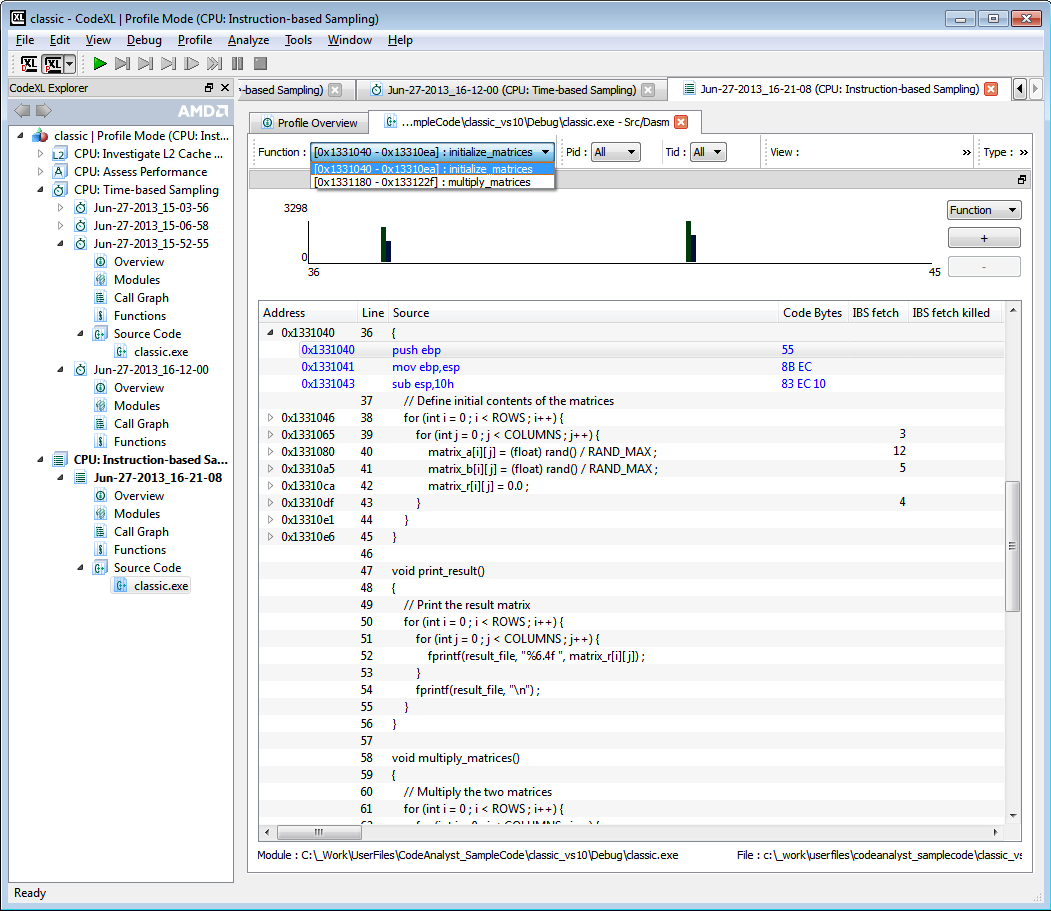 classic - CodeXL | Profile Mode (CPU: Instruction-based Sampling)
File Edit View Debug Profile Analyze Tools Window Help
XL XL
CodeXL Explorer
AMD
classic | Profile Mode (CPU: Inst...
CPU: Investigate L2 Cache ...
CPU: Assess Performance
CPU: Time-based Sampling
Jun-27-2013_15-03-56
Jun-27-2013_15-06-58
Jun-27-2013_15-52-55
Overview
Modules
Call Graph
Functions
Source Code
classic.exe
Jun-27-2013_16-12-00
Overview
Modules
Call Graph
Functions
CPU: Instruction-based Sa...
Jun-27-2013_16-21-08
Overview
Modules
Call Graph
Functions
Source Code
classic.exe
e-based Sampling) Jun-27-2013_16-12-00 (CPU: Time-based Sampling) Jun-27-2013_16-21-08 (CPU: Instruction-based Sampling)
Profile Overview ...mpleCode\classic_vs10\Debug\classic.exe - Src/Dasm
Function : [0x1331040 - 0x13310ea] : initialize_matrices Pid : All Tid : All View : » Type : »
[0x1331040 - 0x13310ea] : initialize_matrices
[0x1331180 - 0x133122f] : multiply_matrices
3298
0
36 45
Function
+
-
Address Line Source Code Bytes IBS fetch IBS fetch killed
0x1331040 36 {
0x1331040 push ebp 55
0x1331041 mov ebp,esp 8B EC
0x1331043 sub esp,10h 83 EC 10
37 // Define initial contents of the matrices
0x1331046 38 for (int i = 0 ; i < ROWS ; i++) {
0x1331065 39 for (int j = 0 ; j < COLUMNS ; j++) { 3
0x1331080 40 matrix_a[i][j] = (float) rand() / RAND_MAX ; 12
0x13310a5 41 matrix_b[i][j] = (float) rand() / RAND_MAX ; 5
0x13310ca 42 matrix_r[i][j] = 0.0 ;
0x13310df 43 } 4
0x13310e1 44 }
0x13310e6 45 }
46
47 void print_result()
48 {
49 // Print the result matrix
50 for (int i = 0 ; i < ROWS ; i++) {
51 for (int j = 0 ; j < COLUMNS ; j++) {
52 fprintf(result_file, "%6.4f ", matrix_r[i][j]) ;
53 }
54 fprintf(result_file, "\n") ;
55 }
56 }
57
58 void multiply_matrices()
59 {
60 // Multiply the two matrices
61 for (int i = 0 ; i < ROWS ; i++) {
Module : C:\_Work\UserFiles\CodeAnalyst_SampleCode\classic_vs10\Debug\classic.exe File : c:\_work\userfiles\codeanalyst_samplecode\classic_vs
Ready